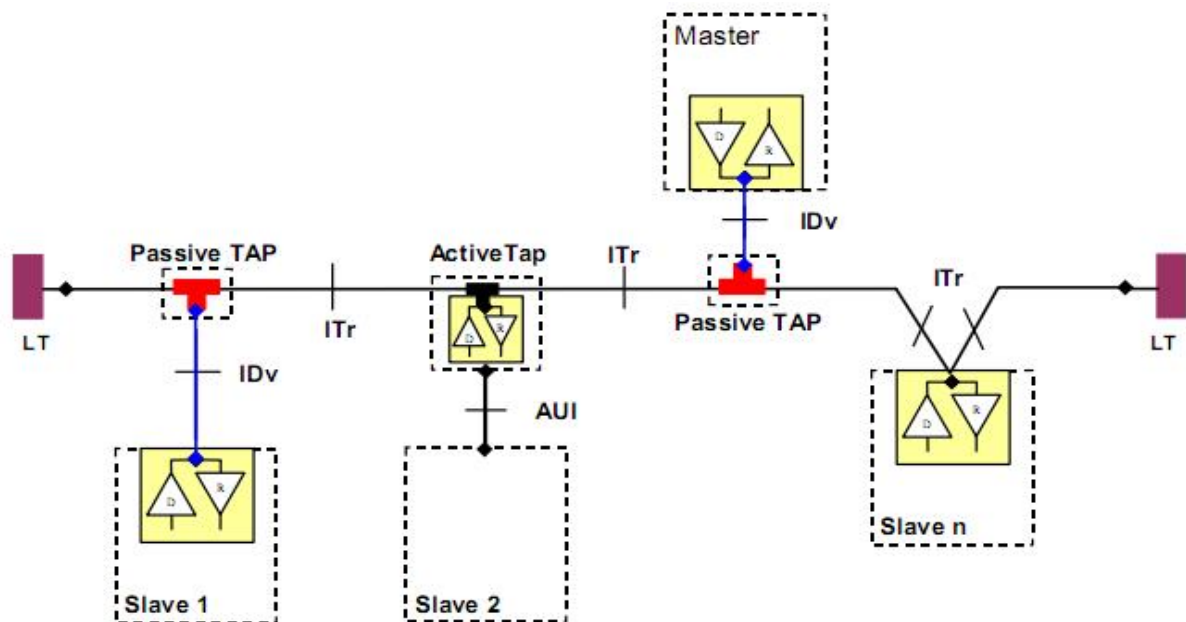 Master
D
R
IDv
Passive TAP
ActiveTap
ITr
ITr
Passive TAP
ITr
LT
LT
D
R
IDv
AUI
D
R
D
R
Slave 1
Slave 2
Slave n